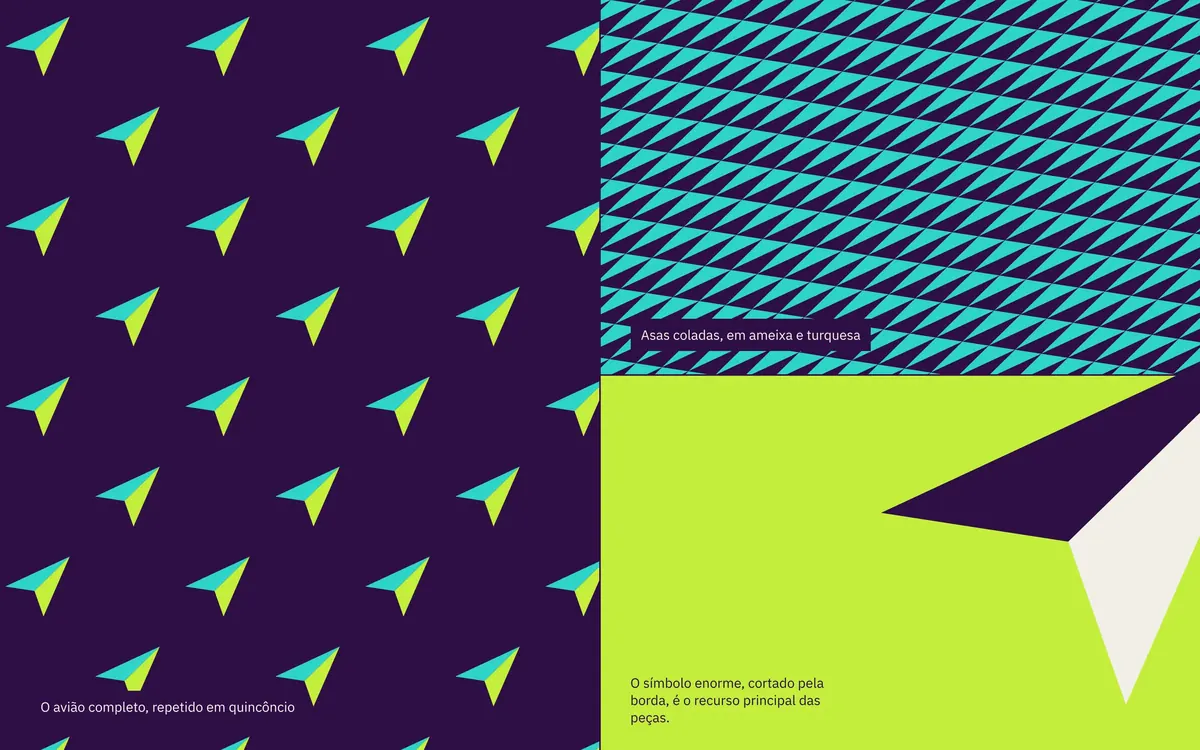 O avião completo, repetido em quincôncio
Asas coladas, em ameixa e turquesa
O símbolo enorme, cortado pela
borda, é o recurso principal das
peças.